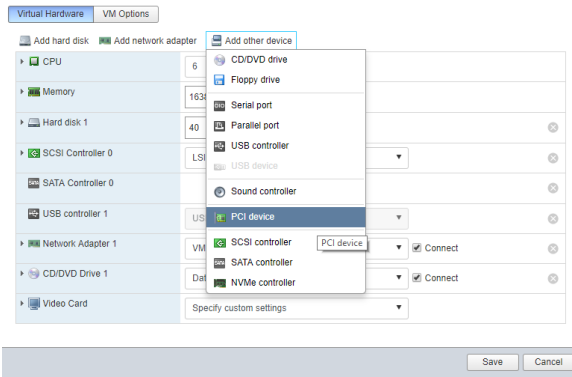 Virtual Hardware VM Options
Add hard disk Add network adapter Add other device
CPU 6
CD/DVD drive
Floppy drive
Memory
Serial port
Hard disk 1 40
Parallel port
USB controller
SCSI Controller 0 LSI
USB device
SATA Controller 0
Sound controller
USB controller 1
PCI device
Network Adapter 1 VM
SCSI controller PCI device Connect
SATA controller
CD/DVD Drive 1 Connect
NVMe controller
Video Card Specify custom settings
Save Cancel